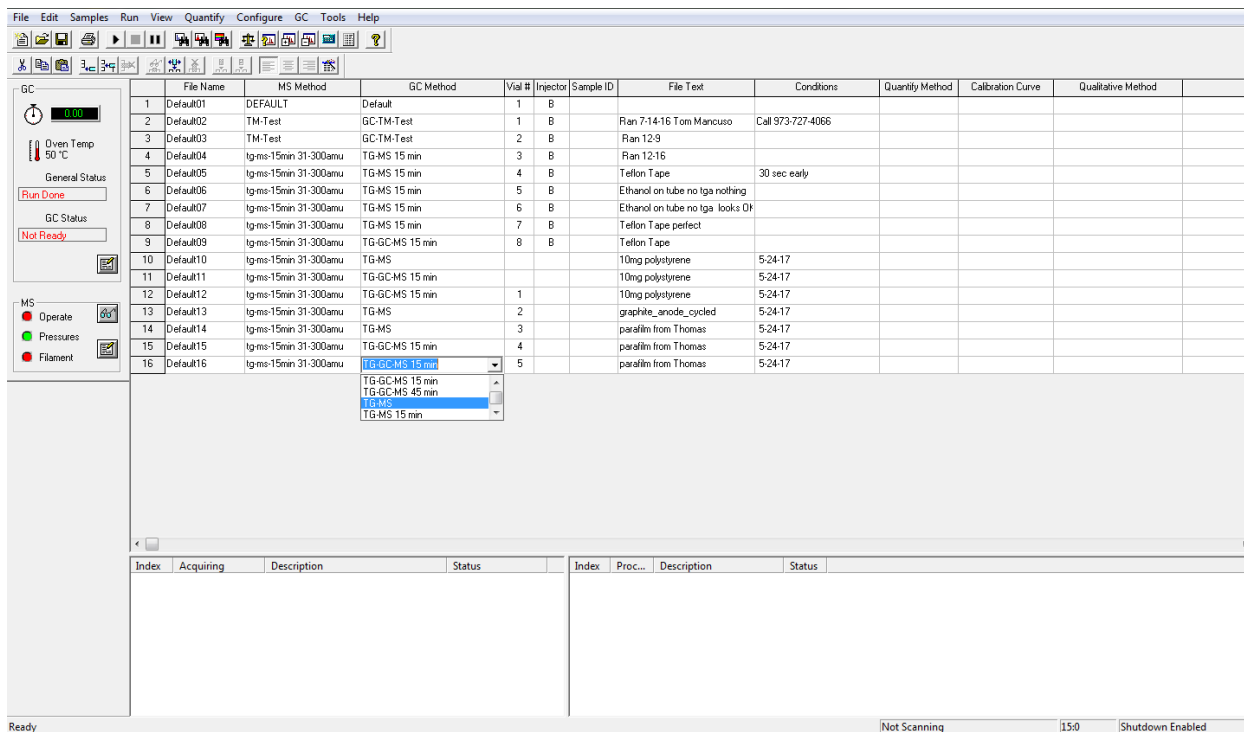 File Edit Samples Run View Quantify Configure GC Tools Help
GC
0.00
Oven Temp
50 °C
General Status
Run Done
GC Status
Not Ready
MS
Operate
Pressures
Filament
File Name MS Method GC Method Vial # Injector Sample ID File Text Conditions Quantify Method Calibration Curve Qualitative Method
1 Default01 DEFAULT Default 1 B
2 Default02 TM-Test GC-TM-Test 1 B Ran 7-14-16 Tom Mancuso Call 973-727-4066
3 Default03 TM-Test GC-TM-Test 2 B Ran 12-9
4 Default04 tg-ms-15min 31-300amu TG-MS 15 min 3 B Ran 12-16
5 Default05 tg-ms-15min 31-300amu TG-MS 15 min 4 B Teflon Tape 30 sec early
6 Default06 tg-ms-15min 31-300amu TG-MS 15 min 5 B Ethanol on tube no tga nothing
7 Default07 tg-ms-15min 31-300amu TG-MS 15 min 6 B Ethanol on tube no tga looks OK
8 Default08 tg-ms-15min 31-300amu TG-MS 15 min 7 B Teflon Tape perfect
9 Default09 tg-ms-15min 31-300amu TG-GC-MS 15 min 8 B Teflon Tape
10 Default10 tg-ms-15min 31-300amu TG-MS 10mg polystyrene 5-24-17
11 Default11 tg-ms-15min 31-300amu TG-GC-MS 15 min 10mg polystyrene 5-24-17
12 Default12 tg-ms-15min 31-300amu TG-GC-MS 15 min 1 10mg polystyrene 5-24-17
13 Default13 tg-ms-15min 31-300amu TG-MS 2 graphite_anode_cycled 5-24-17
14 Default14 tg-ms-15min 31-300amu TG-MS 3 parafilm from Thomas 5-24-17
15 Default15 tg-ms-15min 31-300amu TG-GC-MS 15 min 4 parafilm from Thomas 5-24-17
16 Default16 tg-ms-15min 31-300amu TG-GC-MS 15 min 5 parafilm from Thomas 5-24-17
TG-GC-MS 15 min
TG-GC-MS 45 min
TG-MS
TG-MS 15 min
Index Acquiring Description Status
Index Proc... Description Status
Ready Not Scanning 15:0 Shutdown Enabled